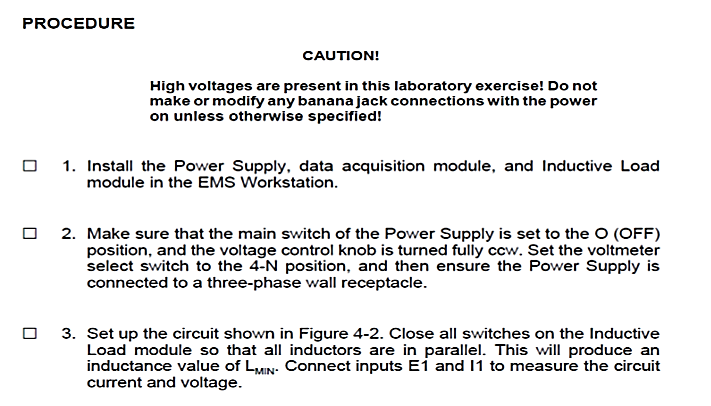 PROCEDURE
CAUTION!
High voltages are present in this laboratory exercise! Do not
make or modify any banana jack connections with the power
on unless otherwise specified!
☐ 1. Install the Power Supply, data acquisition module, and Inductive Load
module in the EMS Workstation.
☐ 2. Make sure that the main switch of the Power Supply is set to the O (OFF)
position, and the voltage control knob is turned fully ccw. Set the voltmeter
select switch to the 4-N position, and then ensure the Power Supply is
connected to a three-phase wall receptacle.
☐ 3. Set up the circuit shown in Figure 4-2. Close all switches on the Inductive
Load module so that all inductors are in parallel. This will produce an
inductance value of LMIN. Connect inputs E1 and I1 to measure the circuit
current and voltage.